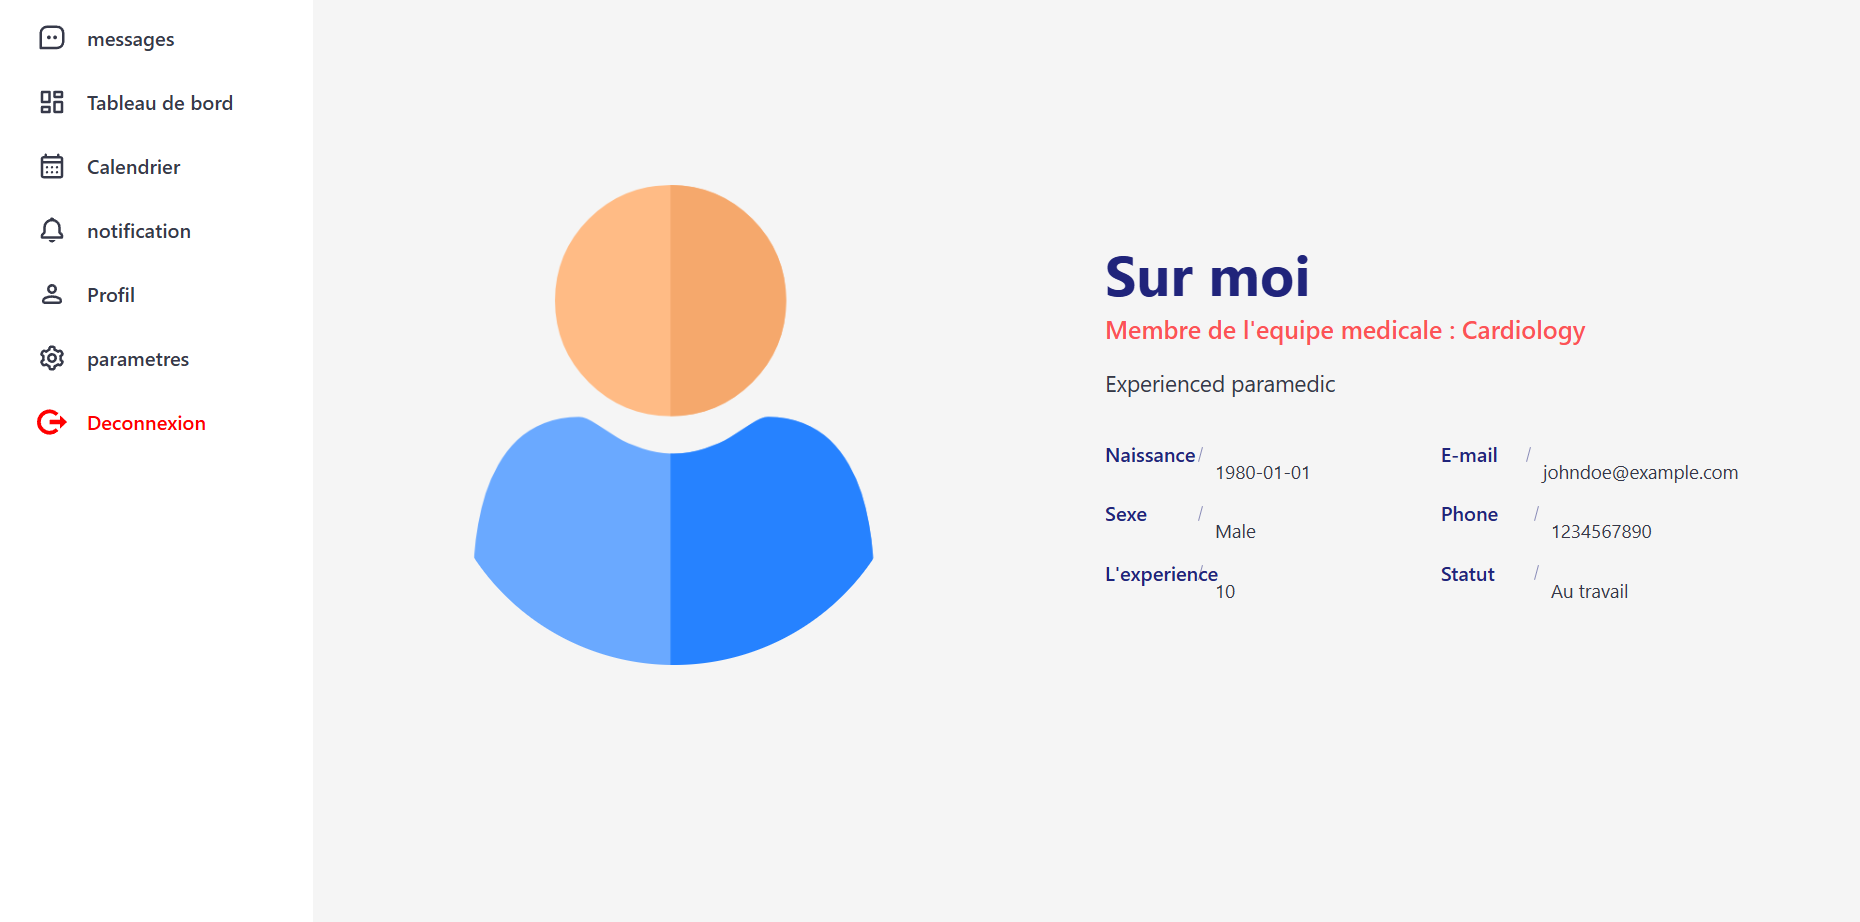 messages
Tableau de bord
Calendrier
notification
Profil
parametres
Deconnexion
Sur moi
Membre de l'equipe medicale : Cardiology
Experienced paramedic
Naissance /
1980-01-01
Sexe /
Male
L'experience /
10
E-mail /
johndoe@example.com
Phone /
1234567890
Statut /
Au travail